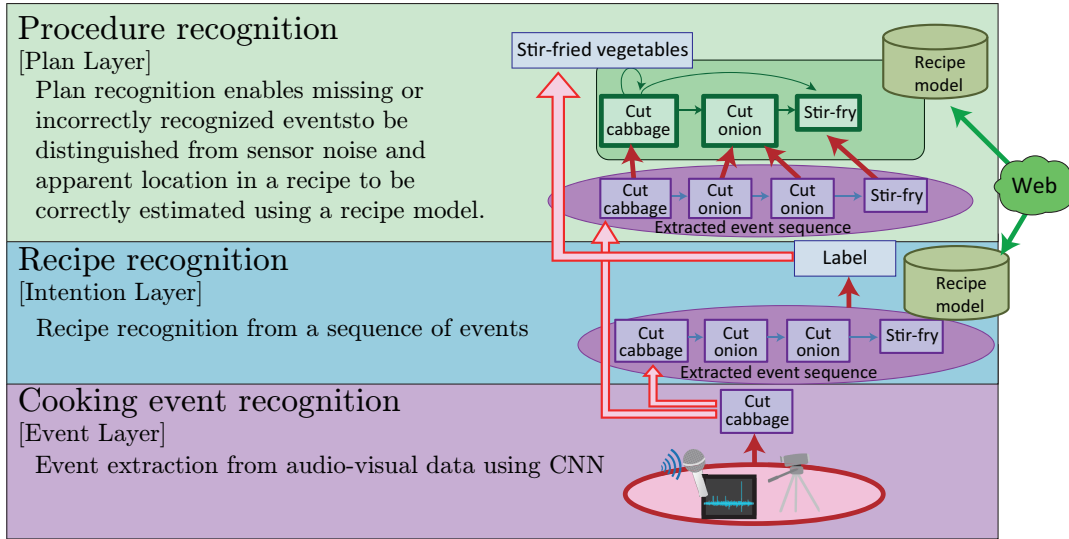 Procedure recognition
[Plan Layer]
Plan recognition enables missing or
incorrectly recognized eventsto be
distinguished from sensor noise and
apparent location in a recipe to be
correctly estimated using a recipe model.
Stir-fried vegetables
Recipe
model
Cut
cabbage
Cut
onion
Stir-fry
Cut
cabbage
Cut
onion
Cut
onion
Stir-fry
Extracted event sequence
Web
Recipe recognition
[Intention Layer]
Recipe recognition from a sequence of events
Label
Recipe
model
Cut
cabbage
Cut
onion
Cut
onion
Stir-fry
Extracted event sequence
Cooking event recognition
[Event Layer]
Event extraction from audio-visual data using CNN
Cut
cabbage